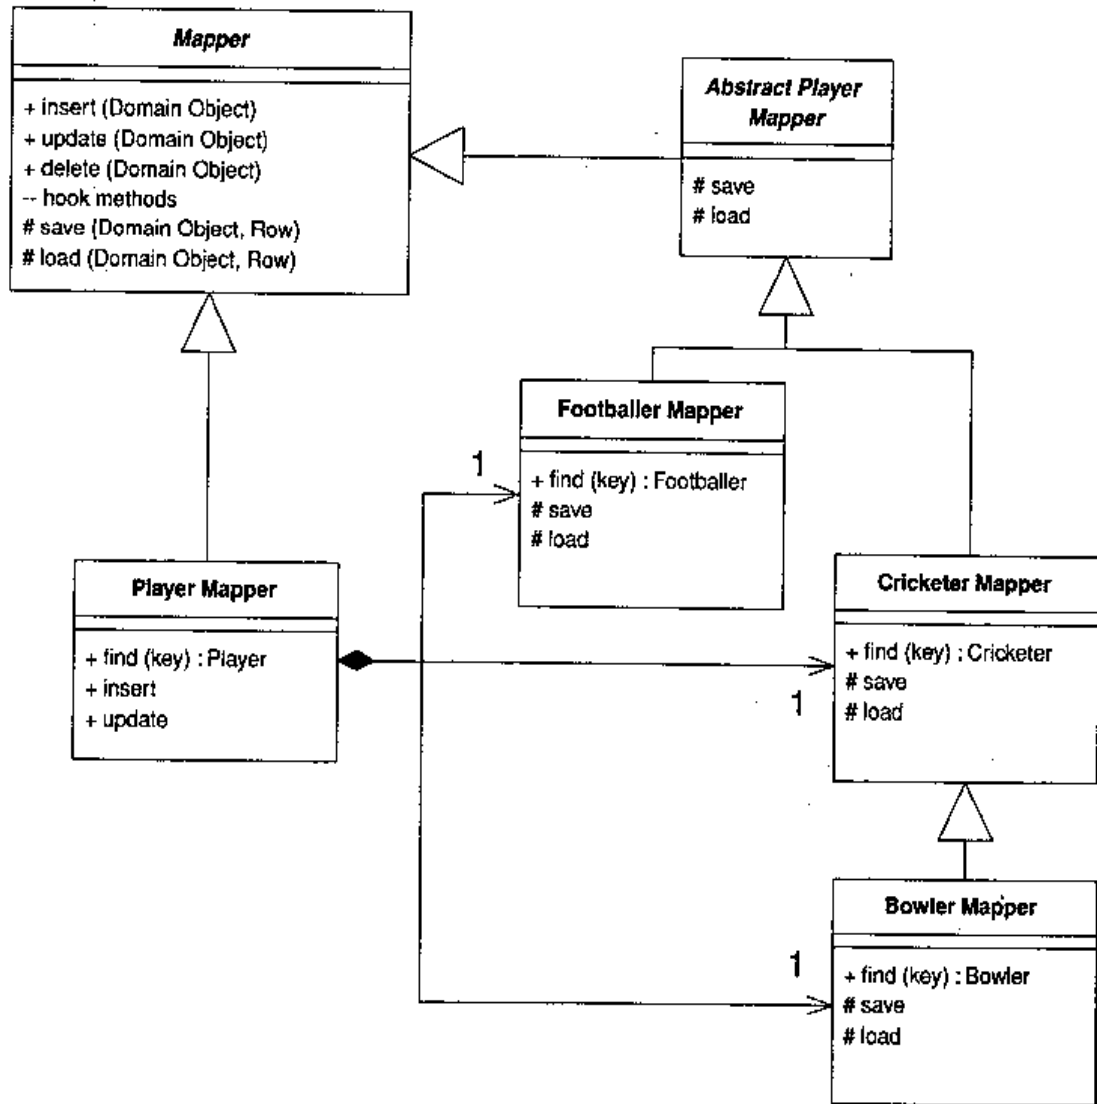 Mapper
+ insert (Domain Object)
+ update (Domain Object)
+ delete (Domain Object)
-- hook methods
# save (Domain Object, Row)
# load (Domain Object, Row)
Abstract Player
Mapper
# save
# load
Footballer Mapper
+ find (key) : Footballer
# save
# load
1
Player Mapper
+ find (key) : Player
+ insert
+ update
Cricketer Mapper
+ find (key) : Cricketer
# save
# load
1
Bowler Mapper
+ find (key) : Bowler
# save
# load
1